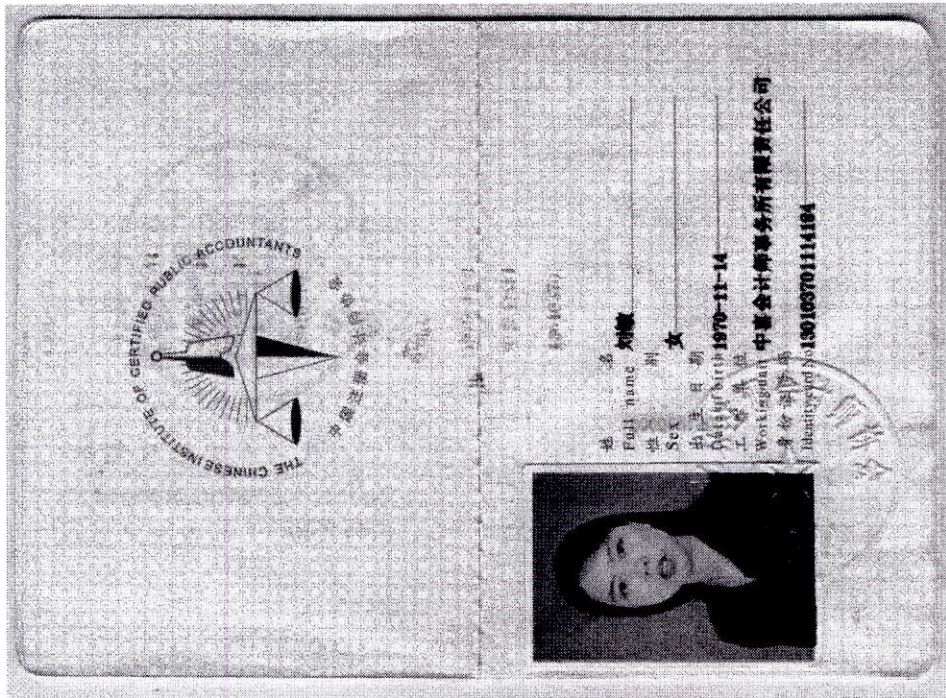 THE CHINESE INSTITUTE OF CERTIFIED PUBLIC ACCOUNTANTS
中国注册会计师协会
姓 名
Full name 刘敏
性 别
Sex 女
出 生 日 期
Date of birth 1970-11-14
工 作 单 位
Working unit 中喜会计师事务所有限责任公司
身份证号码
Identity card No 130103701114184